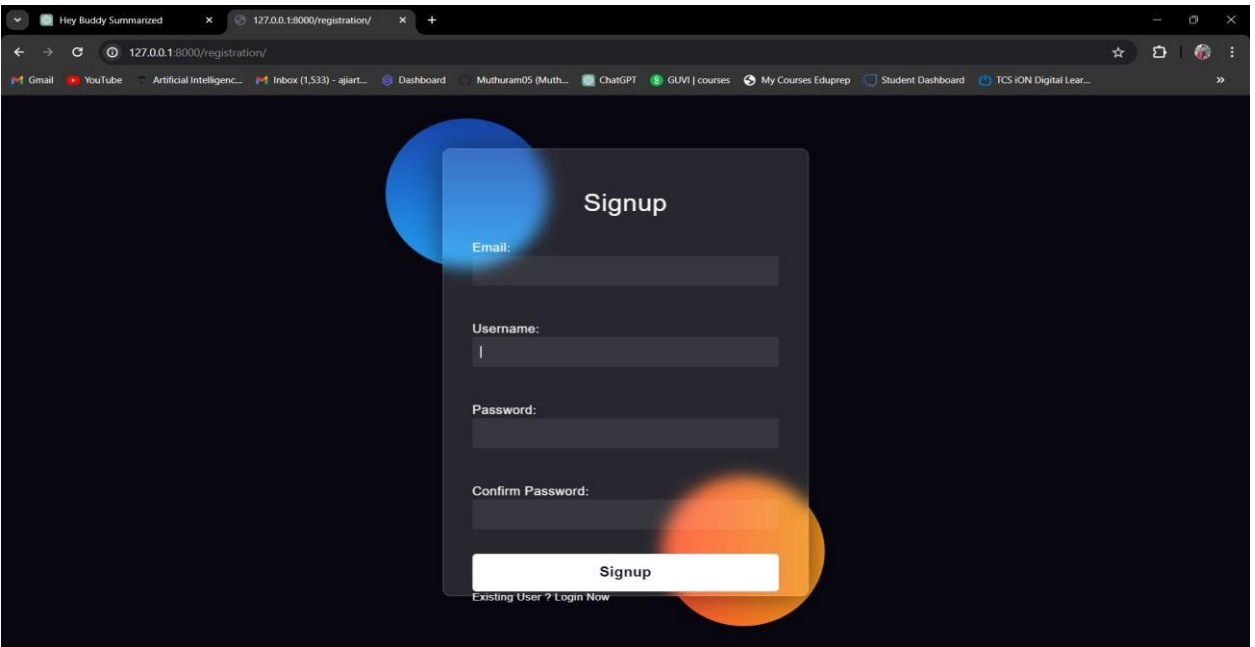 Hey Buddy Summarized 127.0.0.1:8000/registration/
127.0.0.1:8000/registration/
Gmail YouTube Artificial Intelligenc... Inbox (1,533) - ajiart... Dashboard Muthuram05 (Muth... ChatGPT GUVI | courses My Courses Eduprep Student Dashboard TCS iON Digital Lear... »
Signup
Email:
Username:
Password:
Confirm Password:
Signup
Existing User ? Login Now